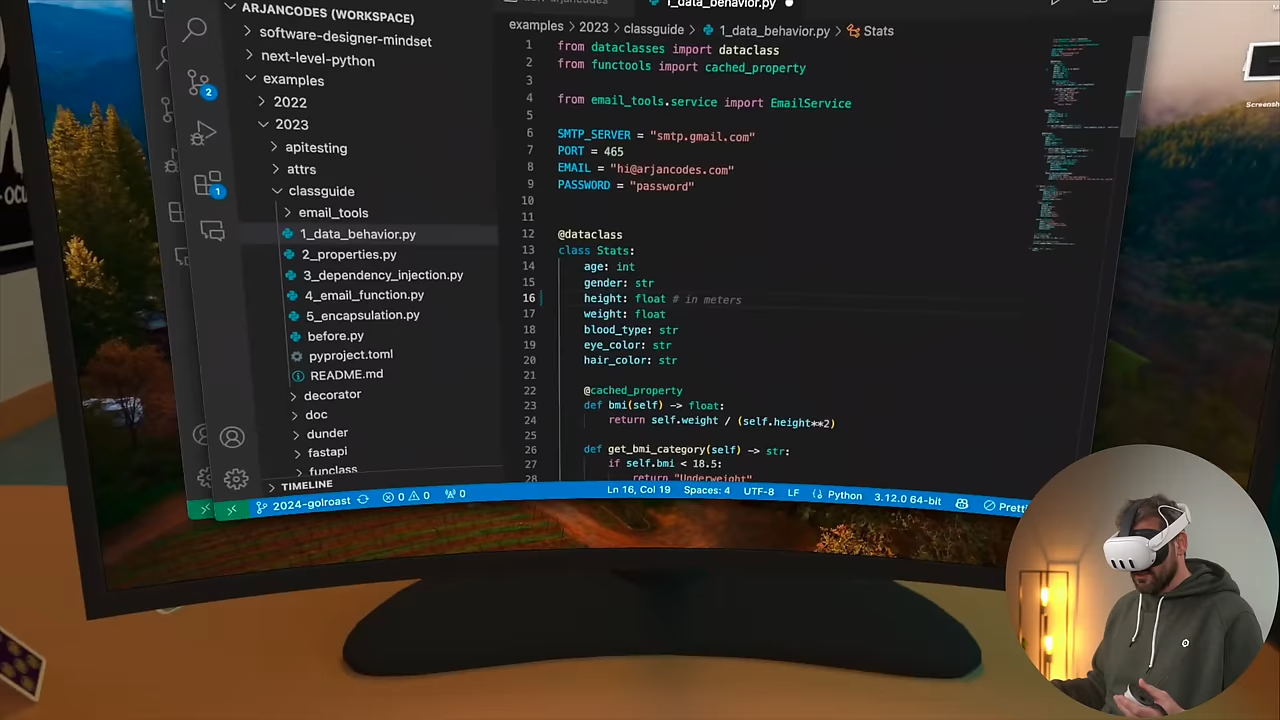 ARJANCODES (WORKSPACE)
software-designer-mindset
next-level-python
examples
2022
2023
apitesting
attrs
classguide
email_tools
1_data_behavior.py
2_properties.py
3_dependency_injection.py
4_email_function.py
5_encapsulation.py
before.py
pyproject.toml
README.md
decorator
doc
dunder
fastapi
funclass
TIMELINE
2
1
1_data_behavior.py
examples > 2023 > classguide > 1_data_behavior.py > Stats
1 from dataclasses import dataclass
2 from functools import cached_property
3
4 from email_tools.service import EmailService
5
6 SMTP_SERVER = "smtp.gmail.com"
7 PORT = 465
8 EMAIL = "hi@arjancodes.com"
9 PASSWORD = "password"
10
11
12 @dataclass
13 class Stats:
14 age: int
15 gender: str
16 height: float # in meters
17 weight: float
18 blood_type: str
19 eye_color: str
20 hair_color: str
21
22 @cached_property
23 def bmi(self) -> float:
24 return self.weight / (self.height**2)
25
26 def get_bmi_category(self) -> str:
27 if self.bmi < 18.5:
28 return "Underweight"
2024-golroast 0 0 0 Ln 16, Col 19 Spaces: 4 UTF-8 LF Python 3.12.0 64-bit Pretti
Screensh